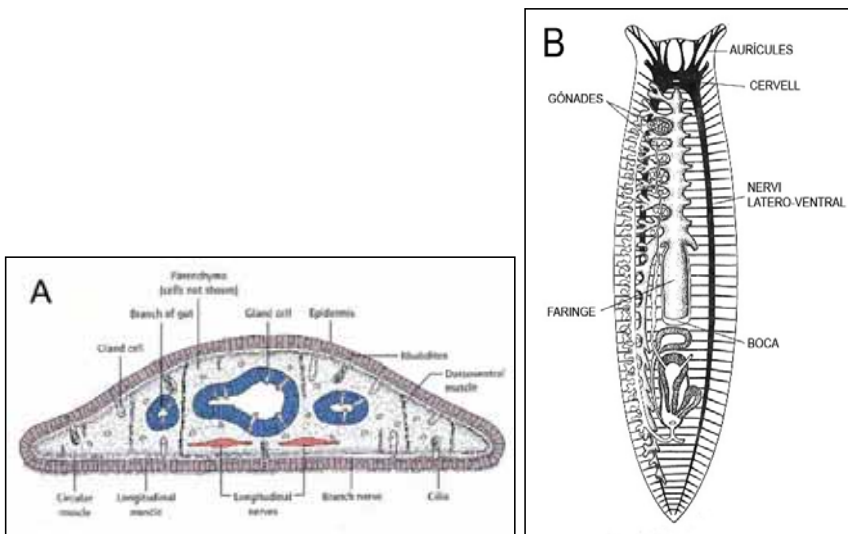 A
Parenchyma
(cells not shown)
Branch of gut
Gland cell
Epidermis
Gland cell
Rhabdites
Dorsoventral
muscle
Circular
muscle
Longitudinal
muscle
Longitudinal
nerves
Branch nerve
Cilia
B
AURÍCULES
CERVELL
GÓNADES
NERVI
LATERO-VENTRAL
FARINGE
BOCA